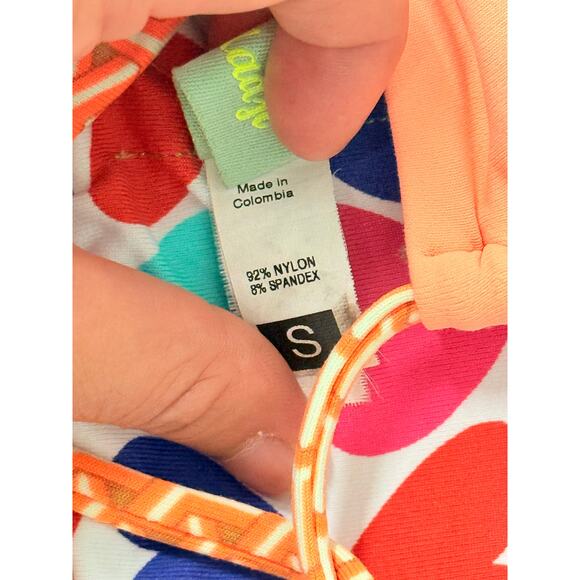 Made in
Colombia
92% NYLON
8% SPANDEX
S